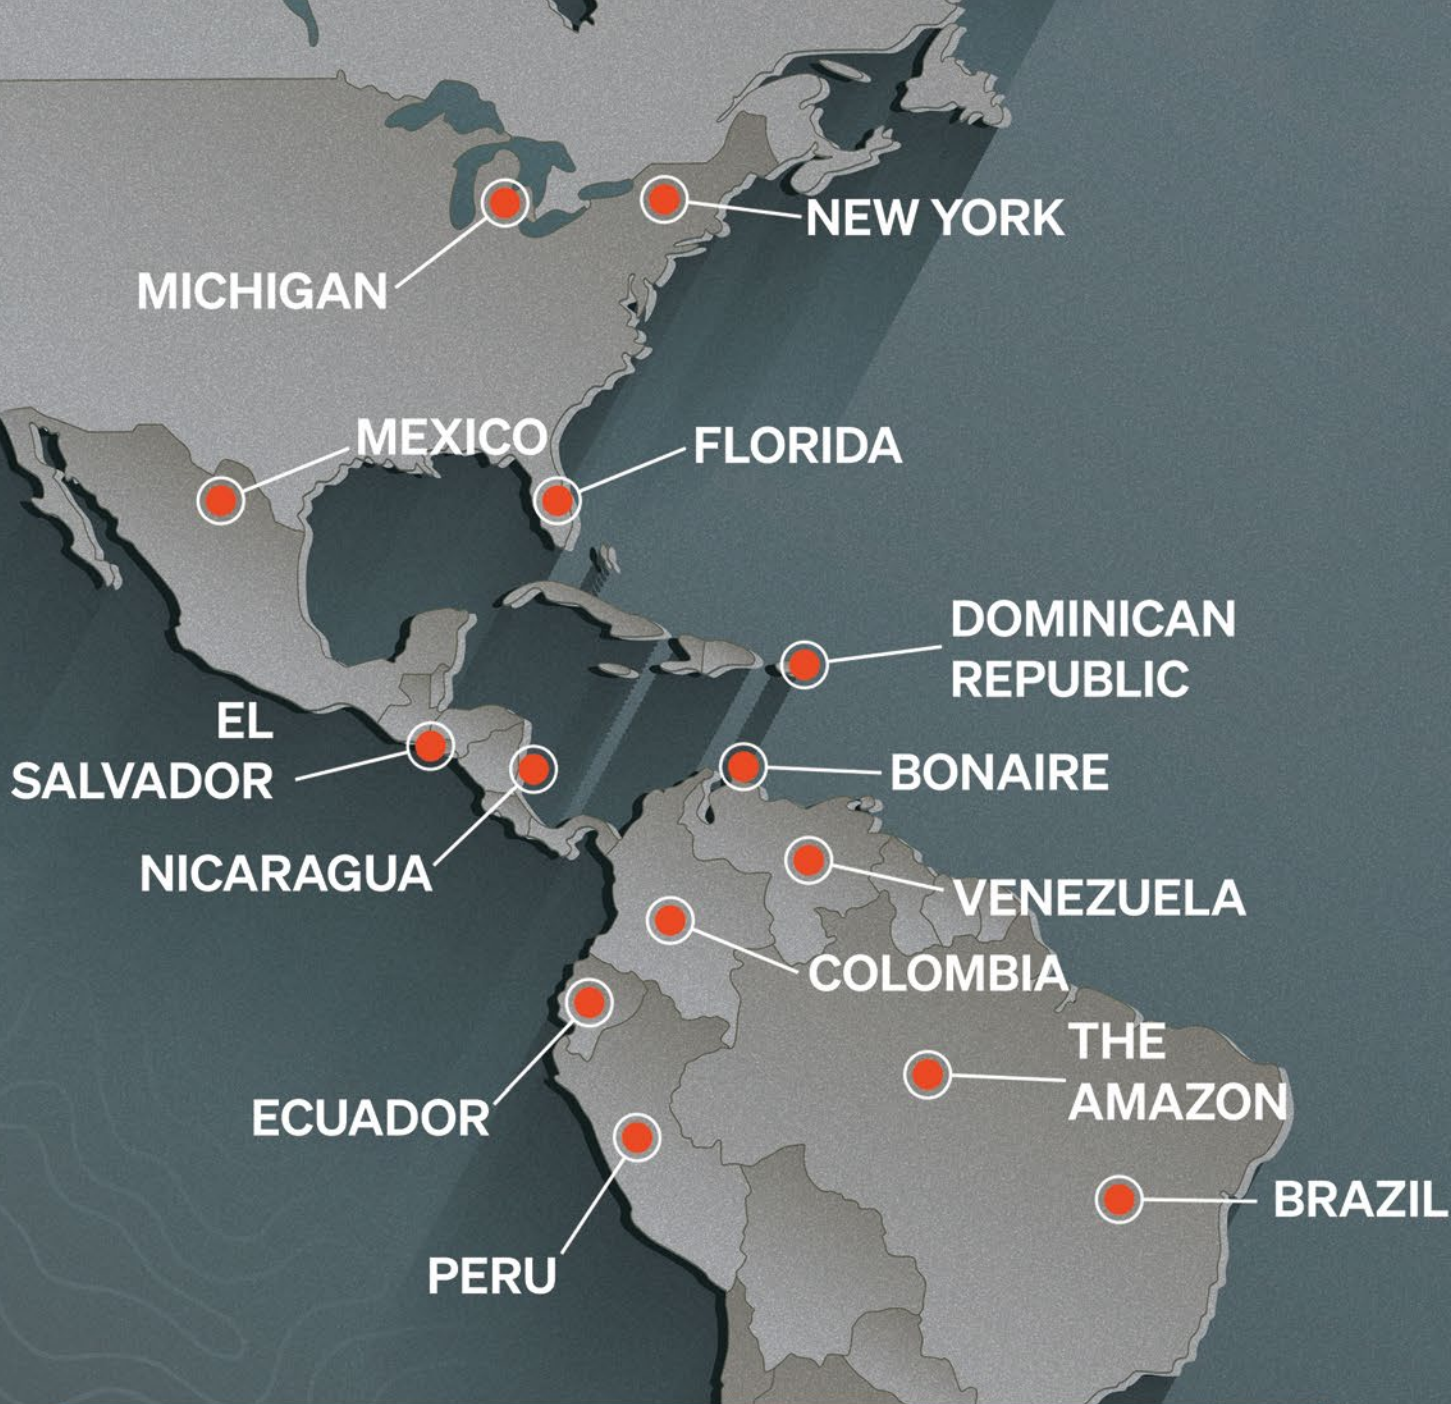 NEW YORK
MICHIGAN
MEXICO
FLORIDA
DOMINICAN
REPUBLIC
EL
SALVADOR
BONAIRE
NICARAGUA
VENEZUELA
COLOMBIA
THE
AMAZON
ECUADOR
BRAZIL
PERU